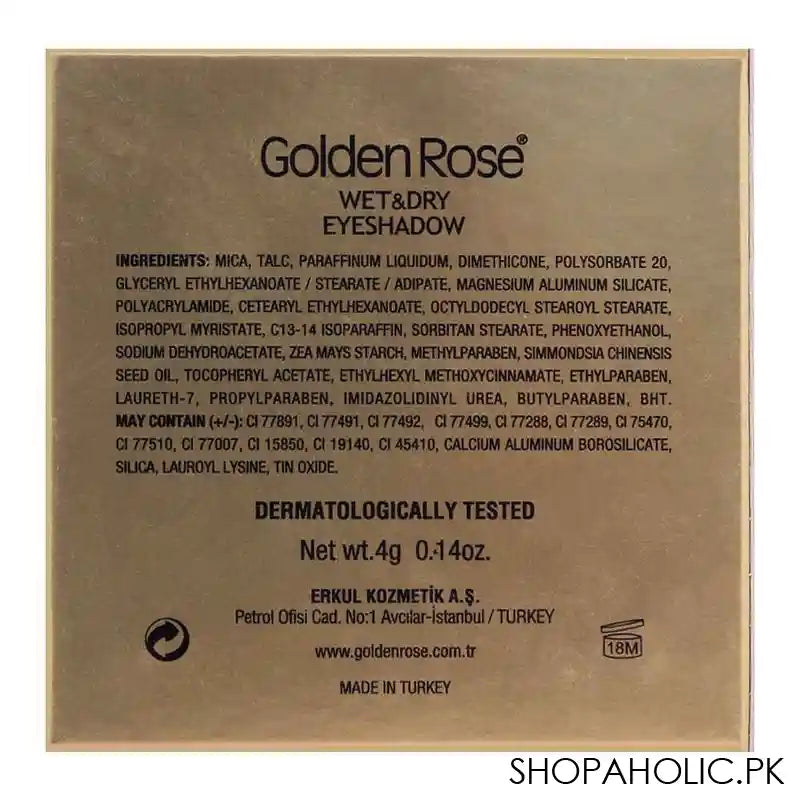 Golden Rose®
WET&DRY
EYESHADOW
INGREDIENTS: MICA, TALC, PARAFFINUM LIQUIDUM, DIMETHICONE, POLYSORBATE 20,
GLYCERYL ETHYLHEXANOATE / STEARATE / ADIPATE, MAGNESIUM ALUMINUM SILICATE,
POLYACRYLAMIDE, CETEARYL ETHYLHEXANOATE, OCTYLDODECYL STEAROYL STEARATE,
ISOPROPYL MYRISTATE, C13-14 ISOPARAFFIN, SORBITAN STEARATE, PHENOXYETHANOL,
SODIUM DEHYDROACETATE, ZEA MAYS STARCH, METHYLPARABEN, SIMMONDSIA CHINENSIS
SEED OIL, TOCOPHERYL ACETATE, ETHYLHEXYL METHOXYCINNAMATE, ETHYLPARABEN,
LAURETH-7, PROPYLPARABEN, IMIDAZOLIDINYL UREA, BUTYLPARABEN, BHT.
MAY CONTAIN (+/-): CI 77891, CI 77491, CI 77492, CI 77499, CI 77288, CI 77289, CI 75470,
CI 77510, CI 77007, CI 15850, CI 19140, CI 45410, CALCIUM ALUMINUM BOROSILICATE,
SILICA, LAUROYL LYSINE, TIN OXIDE.
DERMATOLOGICALLY TESTED
Net wt.4g 0.14oz.
ERKUL KOZMETİK A.Ş.
Petrol Ofisi Cad. No:1 Avcılar-İstanbul / TURKEY
www.goldenrose.com.tr
18M
MADE IN TURKEY
SHOPAHOLIC.PK